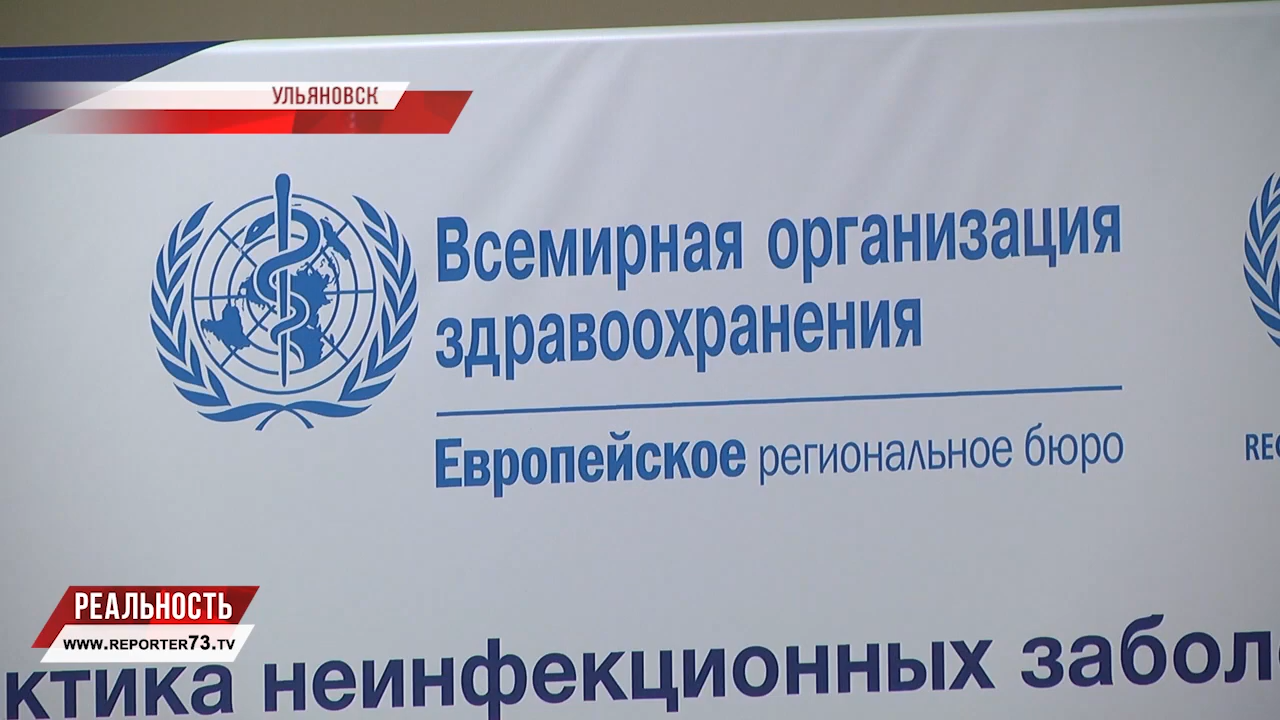 УЛЬЯНОВСК
Всемирная организация
здравоохранения
Европейское региональное бюро
РЕАЛЬНОСТЬ
WWW.REPORTER73.TV
неинфекционных